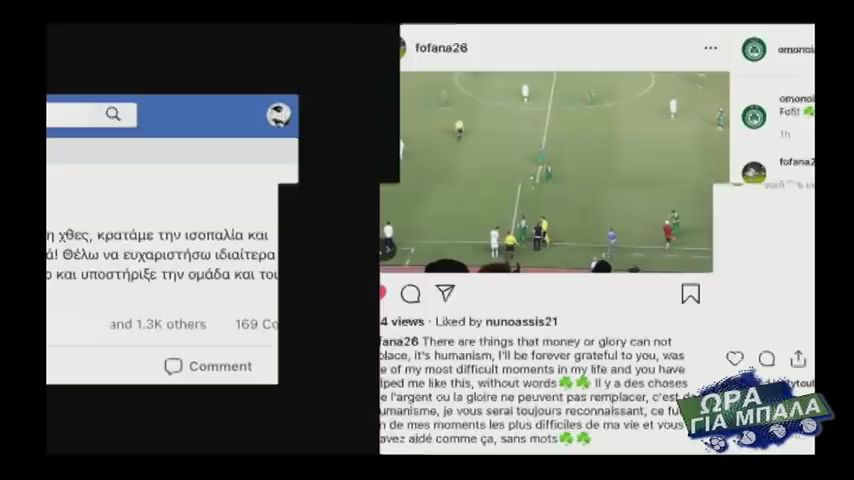 fofana26
omonoi
omonoi
Fofi!
1h
fofana2
η χθες, κρατάμε την ισοπαλία και
ά! Θέλω να ευχαριστήσω ιδιαίτερα
ο και υποστήριξε την ομάδα και του
and 1.3K others 169 Co
Comment
4 views · Liked by nunoassis21
fana26 There are things that money or glory can not
place, it's humanism, I'll be forever grateful to you, was
e of my most difficult moments in my life and you have
lped me like this, without words
Il y a des choses
e l'argent ou la gloire ne peuvent pas remplacer, c'est
umanisme, je vous serai toujours reconnaissant, ce fu
n de mes moments les plus difficiles de ma vie et vous
avez aidé comme ça, sans mots
ΩΡΑ
ΓΙΑ ΜΠΑΛΑ